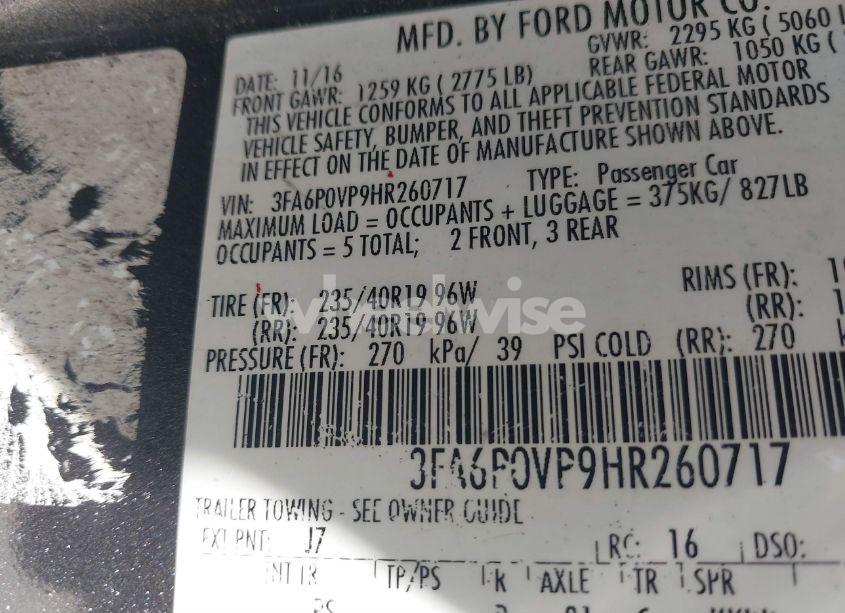 MFD. BY FORD MOTOR CO.
DATE: 11/16 GVWR: 2295 KG ( 5060 L
FRONT GAWR: 1259 KG ( 2775 LB) REAR GAWR: 1050 KG (
THIS VEHICLE CONFORMS TO ALL APPLICABLE FEDERAL MOTOR
VEHICLE SAFETY, BUMPER, AND THEFT PREVENTION STANDARDS
IN EFFECT ON THE DATE OF MANUFACTURE SHOWN ABOVE.
VIN: 3FA6P0VP9HR260717 TYPE: Passenger Car
MAXIMUM LOAD = OCCUPANTS + LUGGAGE = 375KG/ 827LB
OCCUPANTS = 5 TOTAL; 2 FRONT, 3 REAR
TIRE (FR): 235/40R19 96W RIMS (FR):
(RR): 235/40R19 96W (RR):
vinwise
PRESSURE (FR): 270 kPa/ 39 PSI COLD (RR): 270
3FA6P0VP9HR260717
TRAILER TOWING - SEE OWNER GUIDE
EXT PNT: J7 RC: 16 DSO:
INT TR TP/PS R AXLE TR SPR